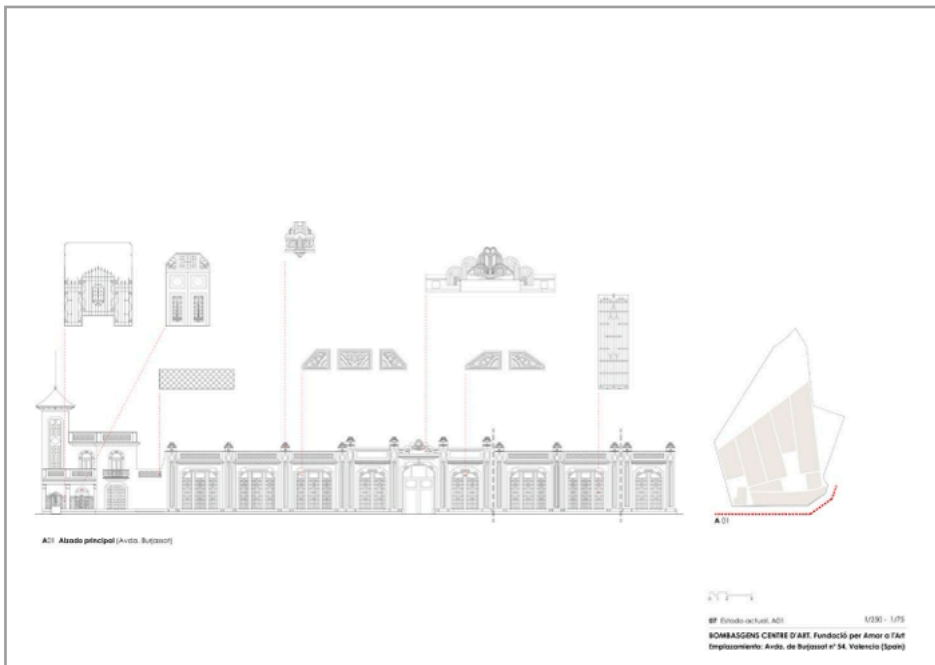 A 01
A01 Alzado principal (Avda. Burjassot)
07 Estado actual. A01 1/250 - 1/75
BOMBASGENS CENTRE D'ART. Fundació per Amor a l'Art
Emplazamiento: Avda. de Burjassot nº 54, Valencia (Spain)